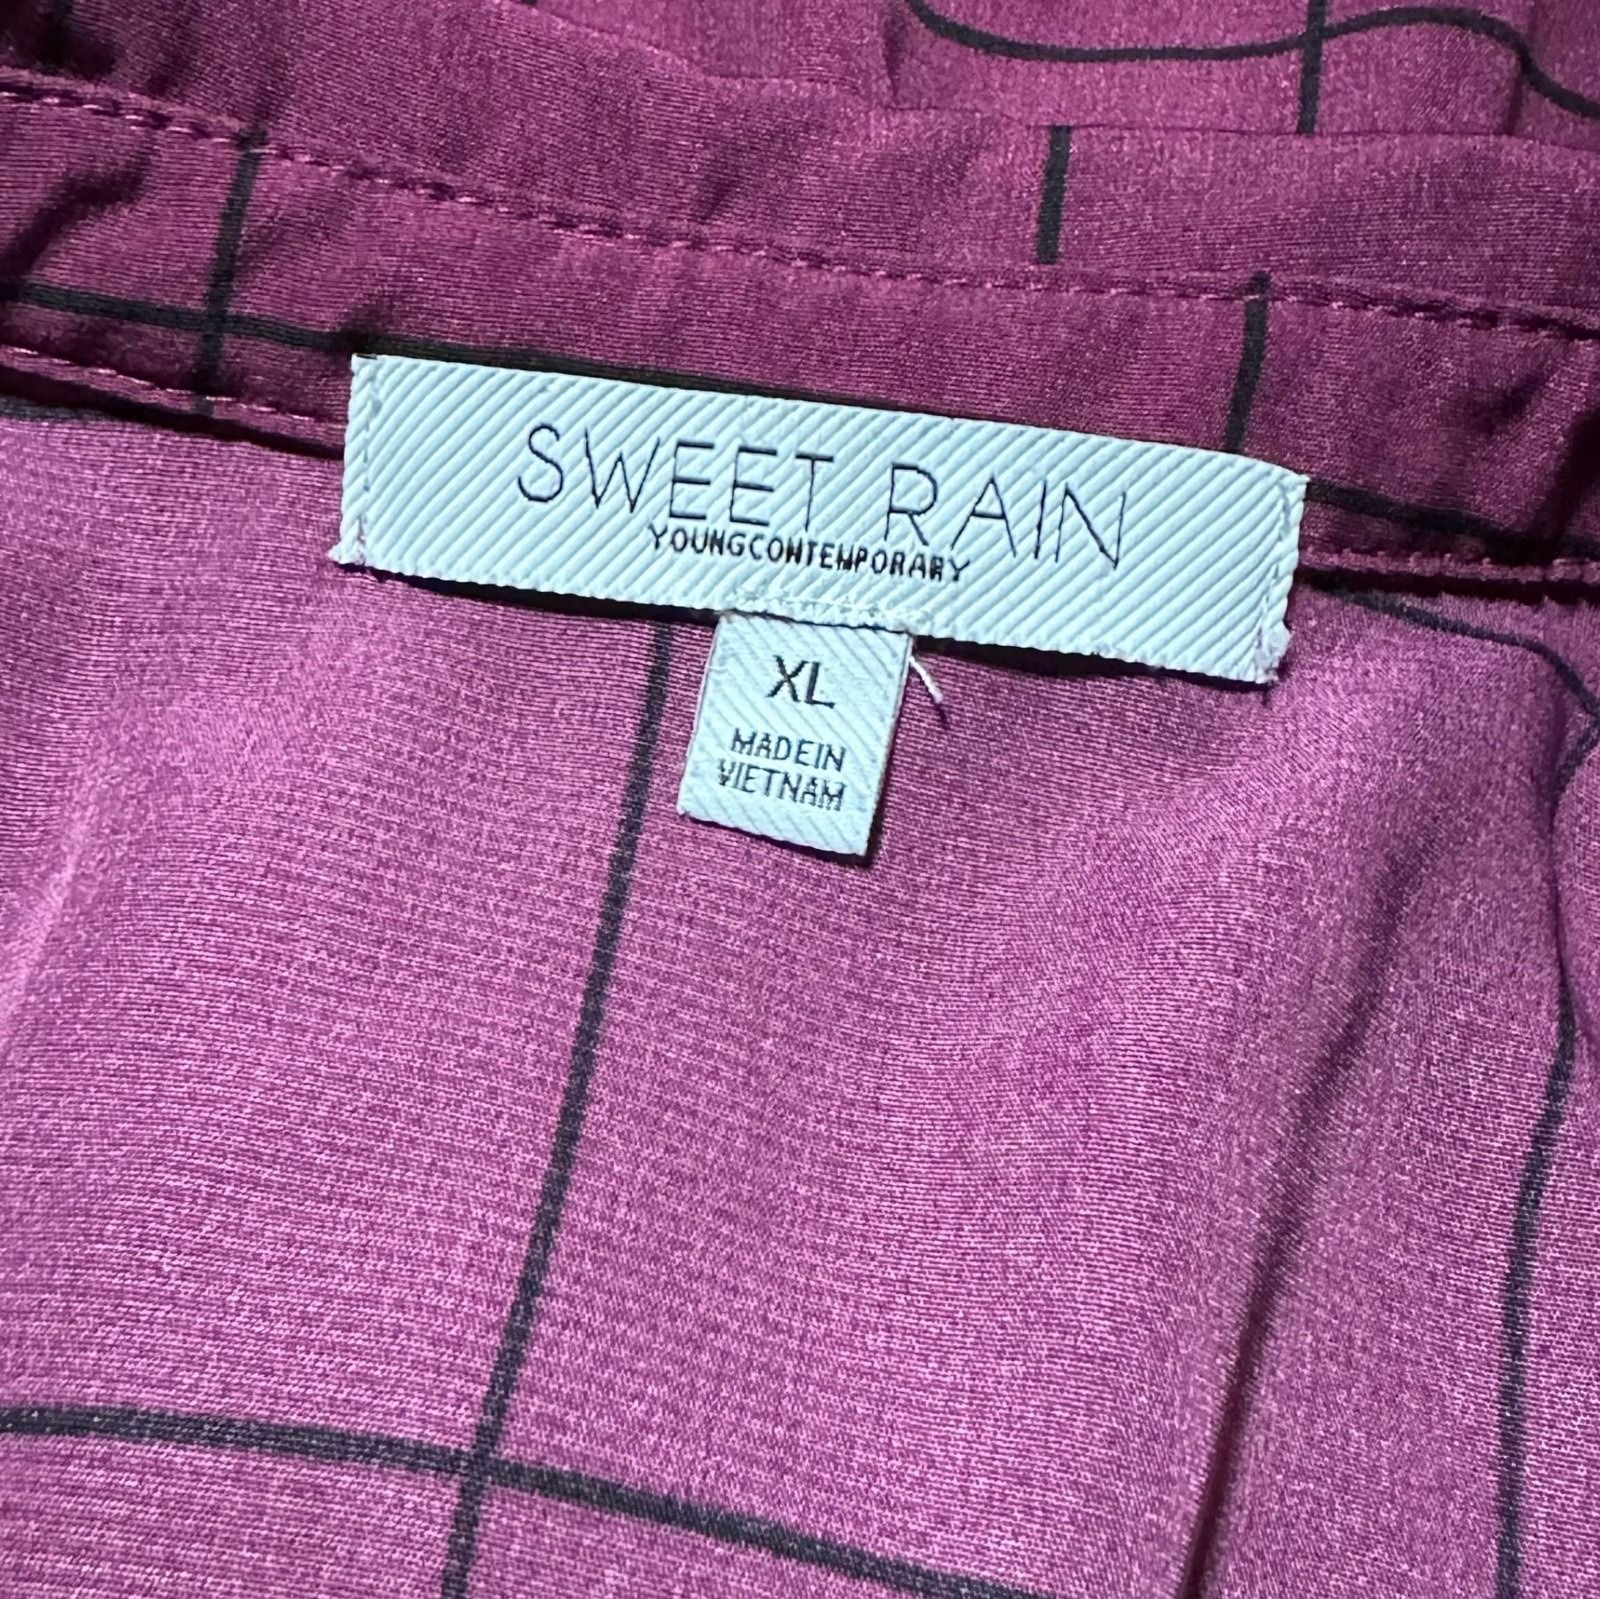 SWEET RAIN
YOUNGCONTEMPORARY
XL
MADE IN
VIETNAM